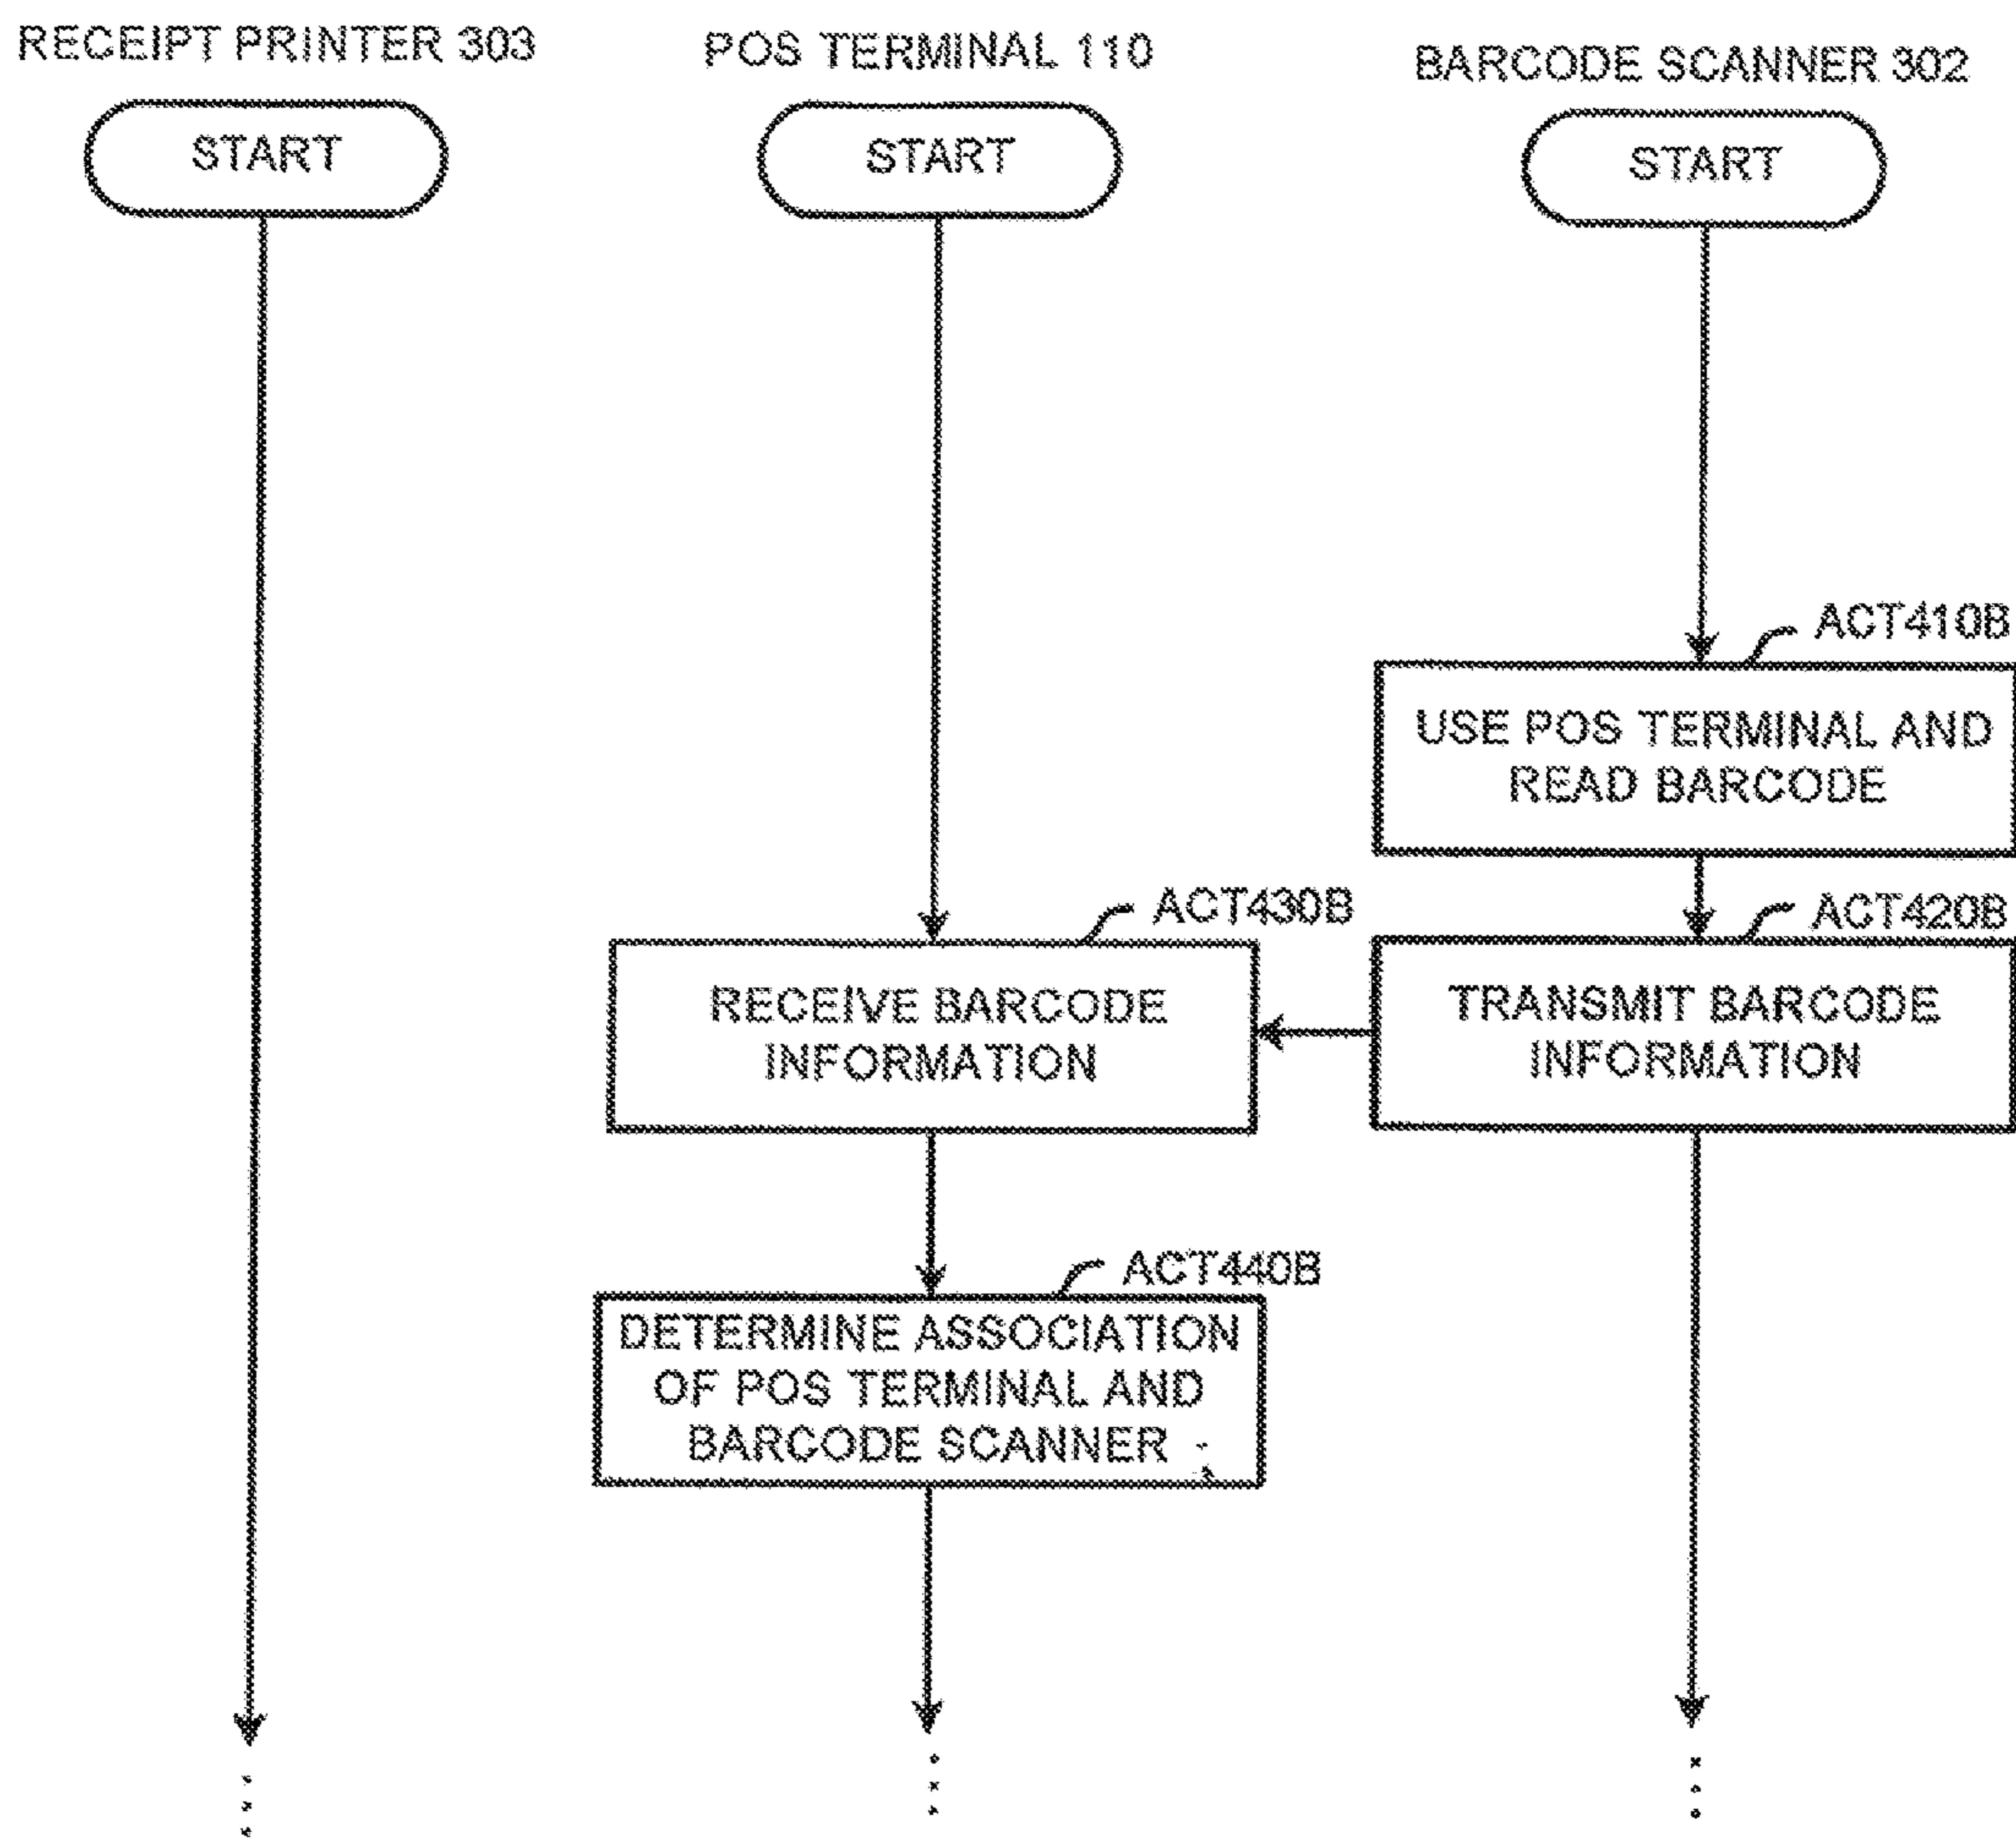 RECEIPT PRINTER 303
POS TERMINAL 110
BARCODE SCANNER 302
START
START
START
ACT410B
USE POS TERMINAL AND
READ BARCODE
ACT430B
ACT420B
RECEIVE BARCODE
INFORMATION
TRANSMIT BARCODE
INFORMATION
ACT440B
DETERMINE ASSOCIATION
OF POS TERMINAL AND
BARCODE SCANNER